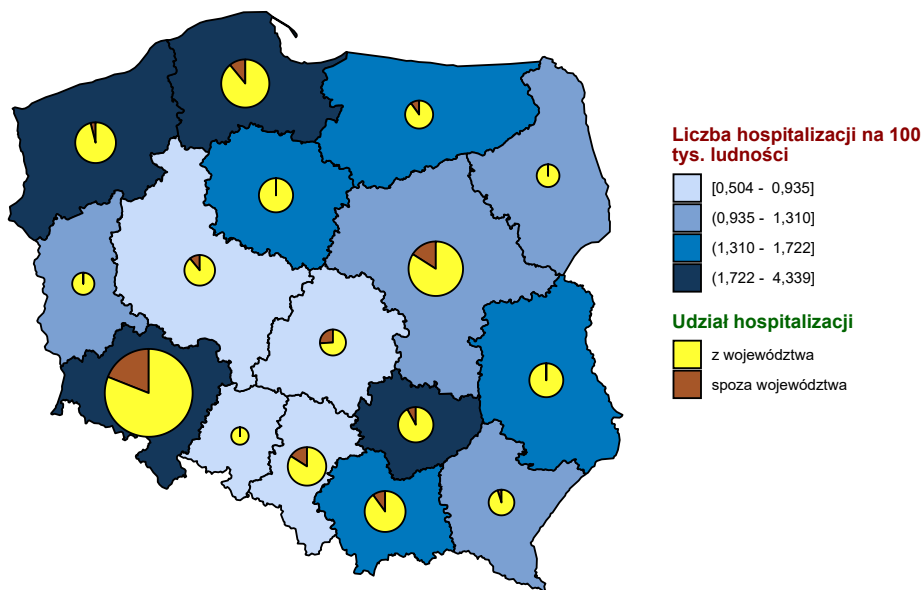 Liczba hospitalizacji na 100
tys. ludności
[0,504 - 0,935]
(0,935 - 1,310]
(1,310 - 1,722]
(1,722 - 4,339]
Udział hospitalizacji
z województwa
spoza województwa